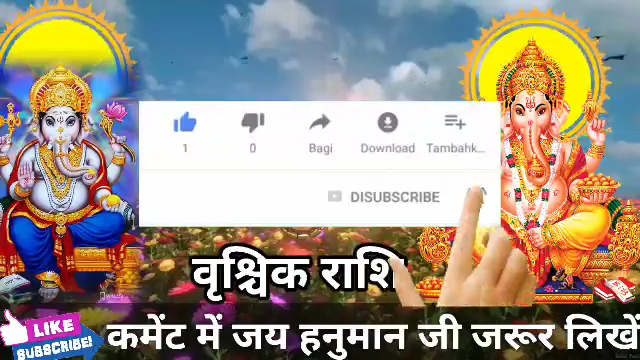 1 0 Bagi Download Tambahk...
DISUBSCRIBE
वृश्चिक राशि
LIKE
SUBSCRIBE!
कमेंट में जय हनुमान जी जरूर लिखें